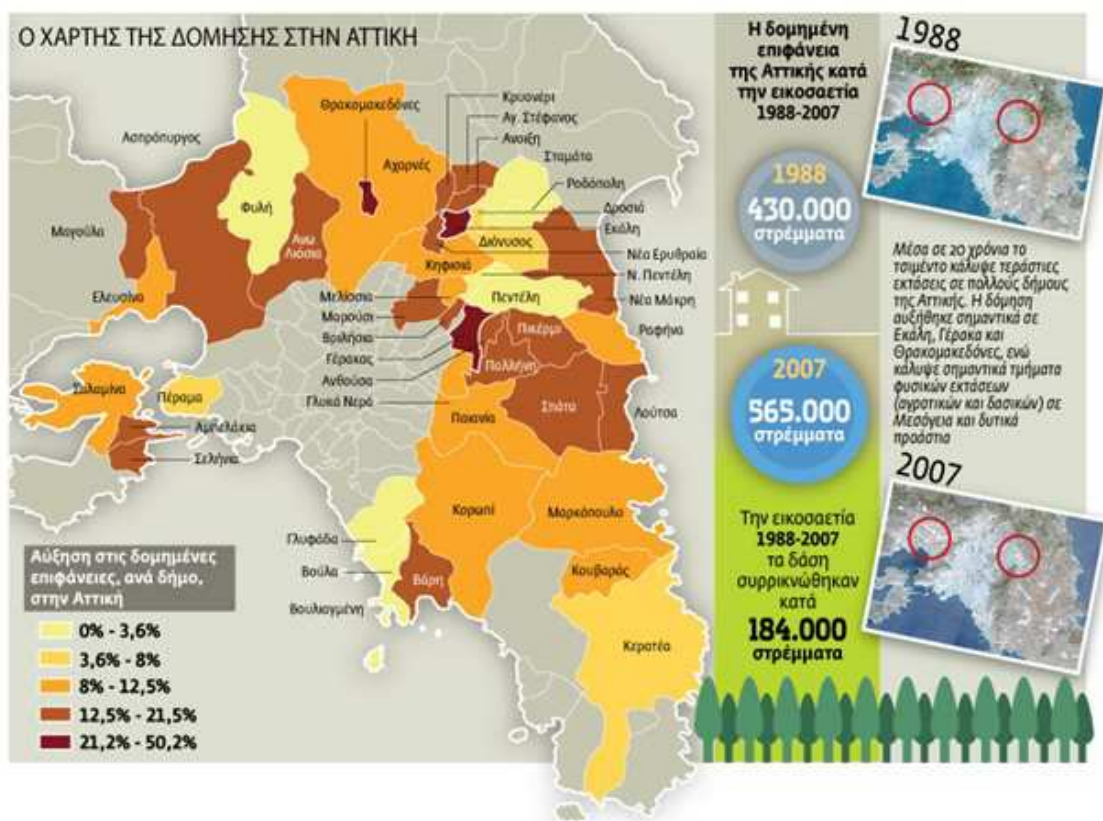 Ο ΧΑΡΤΗΣ ΤΗΣ ΔΟΜΗΣΗΣ ΣΤΗΝ ΑΤΤΙΚΗ
Θρακομακεδόνες
Κρυονέρι
Αγ. Στέφανος
Ανοιξη
Ασπρόπυργος
Αχαρνές
Σταμάτα
Ροδόπολη
Φυλή
Δροσιά
Εκάλη
Μαγούλα
Ανω
Λιόσια
Διόνυσος
Νέα Ερυθραία
Κηφισιά
Ν. Πεντέλη
Ελευσίνα
Μελίσσια
Πεντέλη
Νέα Μάκρη
Μαρούσι
Βριλήσια
Πικέρμι
Ραφήνα
Γέρακας
Παλλήνη
Ανθούσα
Σαλαμίνα
Πέραμα
Γλυκά Νερά
Παιανία
Σπάτα
Λούτσα
Αμπελάκια
Σελήνια
Κορωπί
Μαρκόπουλο
Γλυφάδα
Βούλα
Βάρη
Κουβαράς
Βουλιαγμένη
Κερατέα
Αύξηση στις δομημένες
επιφάνειες, ανά δήμο,
στην Αττική
0% - 3,6%
3,6% - 8%
8% - 12,5%
12,5% - 21,5%
21,2% - 50,2%
Η δομημένη
επιφάνεια
της Αττικής κατά
την εικοσαετία
1988-2007
1988
430.000
στρέμματα
2007
565.000
στρέμματα
Την εικοσαετία
1988-2007
τα δάση
συρρικνώθηκαν
κατά
184.000
στρέμματα
1988
Μέσα σε 20 χρόνια το
τσιμέντο κάλυψε τεράστιες
εκτάσεις σε πολλούς δήμους
της Αττικής. Η δόμηση
αυξήθηκε σημαντικά σε
Εκάλη, Γέρακα και
Θρακομακεδόνες, ενώ
κάλυψε σημαντικά τμήματα
φυσικών εκτάσεων
(αγροτικών και δασικών) σε
Μεσόγεια και δυτικά
προάστια
2007